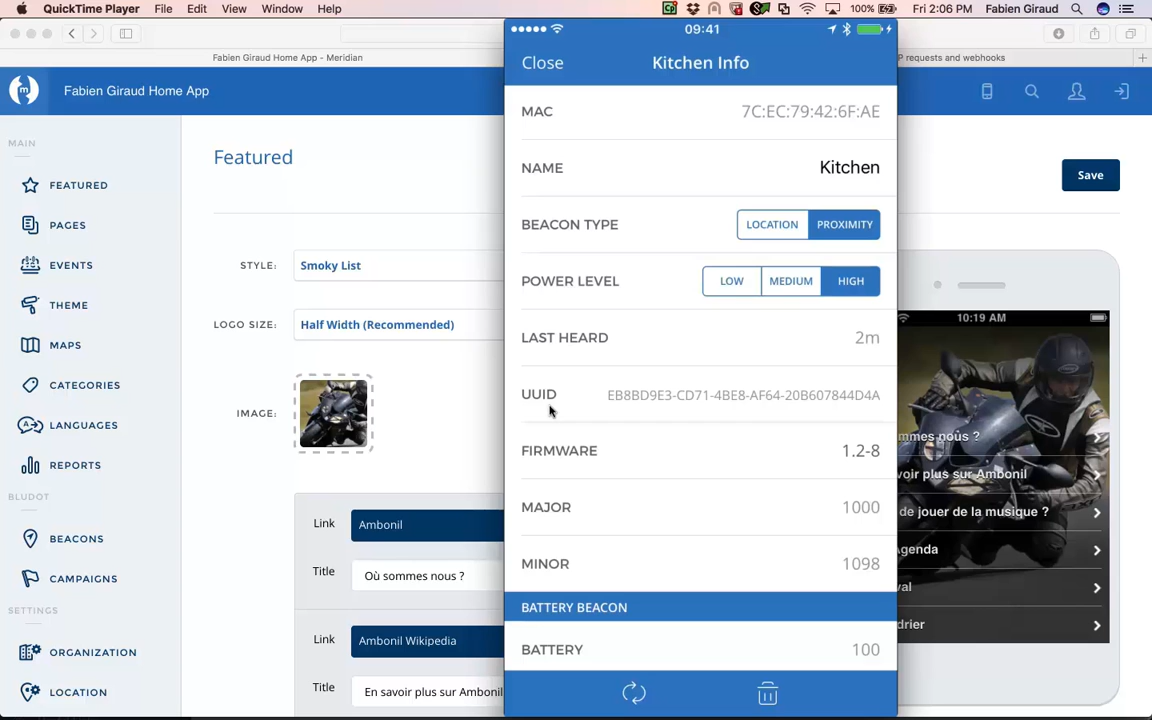 QuickTime Player File Edit View Window Help 100% Fri 2:06 PM Fabien Giraud
Fabien Giraud Home App - Meridian
P requests and webhooks
Fabien Giraud Home App
MAIN
FEATURED
PAGES
EVENTS
THEME
MAPS
CATEGORIES
LANGUAGES
REPORTS
BLUDOT
BEACONS
CAMPAIGNS
SETTINGS
ORGANIZATION
LOCATION
Featured
Save
STYLE: Smoky List
LOGO SIZE: Half Width (Recommended)
IMAGE:
Link Ambonil
Title Où sommes nous ?
Link Ambonil Wikipedia
Title En savoir plus sur Ambonil
09:41
Close Kitchen Info
MAC 7C:EC:79:42:6F:AE
NAME Kitchen
BEACON TYPE LOCATION PROXIMITY
POWER LEVEL LOW MEDIUM HIGH
LAST HEARD 2m
UUID EB8BD9E3-CD71-4BE8-AF64-20B607844D4A
FIRMWARE 1.2-8
MAJOR 1000
MINOR 1098
BATTERY BEACON
BATTERY 100
10:19 AM
mmes nous ?
voir plus sur Ambonil
de jouer de la musique ?
Agenda
val
drier